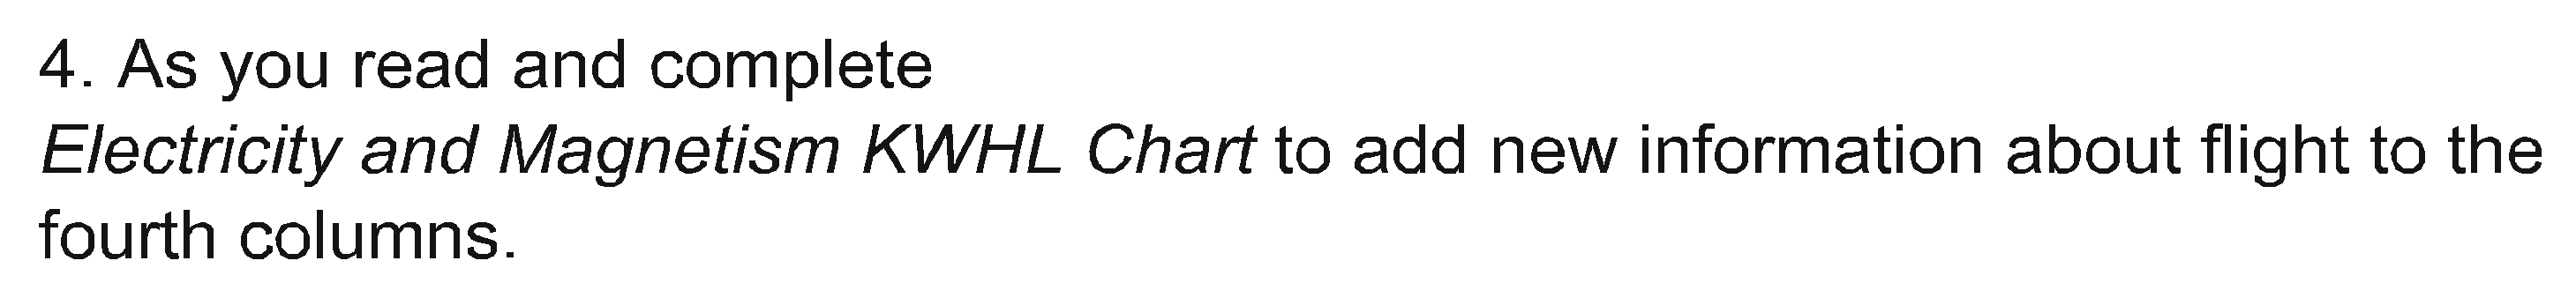 4. As you read and complete
Electricity and Magnetism KWHL Chart to add new information about flight to the
fourth columns.